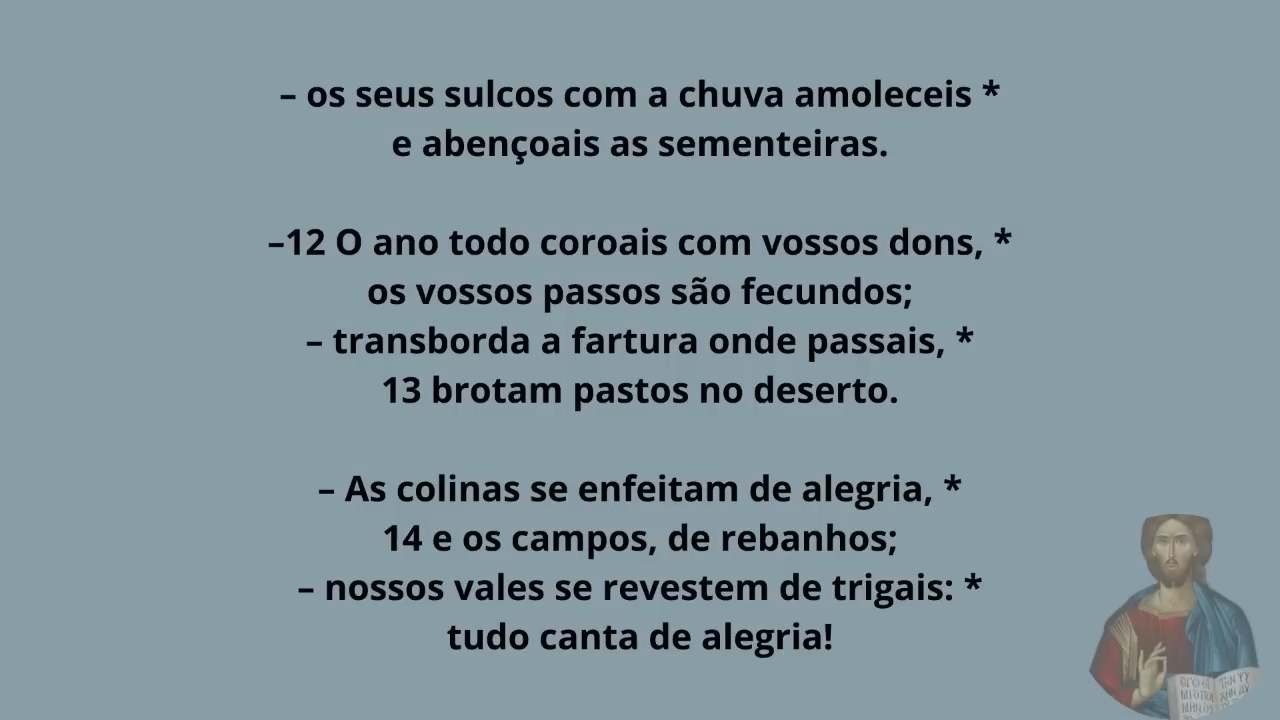 – os seus sulcos com a chuva amoleceis *
e abençoais as sementeiras.
–12 O ano todo coroais com vossos dons, *
os vossos passos são fecundos;
– transborda a fartura onde passais, *
13 brotam pastos no deserto.
– As colinas se enfeitam de alegria, *
14 e os campos, de rebanhos;
– nossos vales se revestem de trigais: *
tudo canta de alegria!